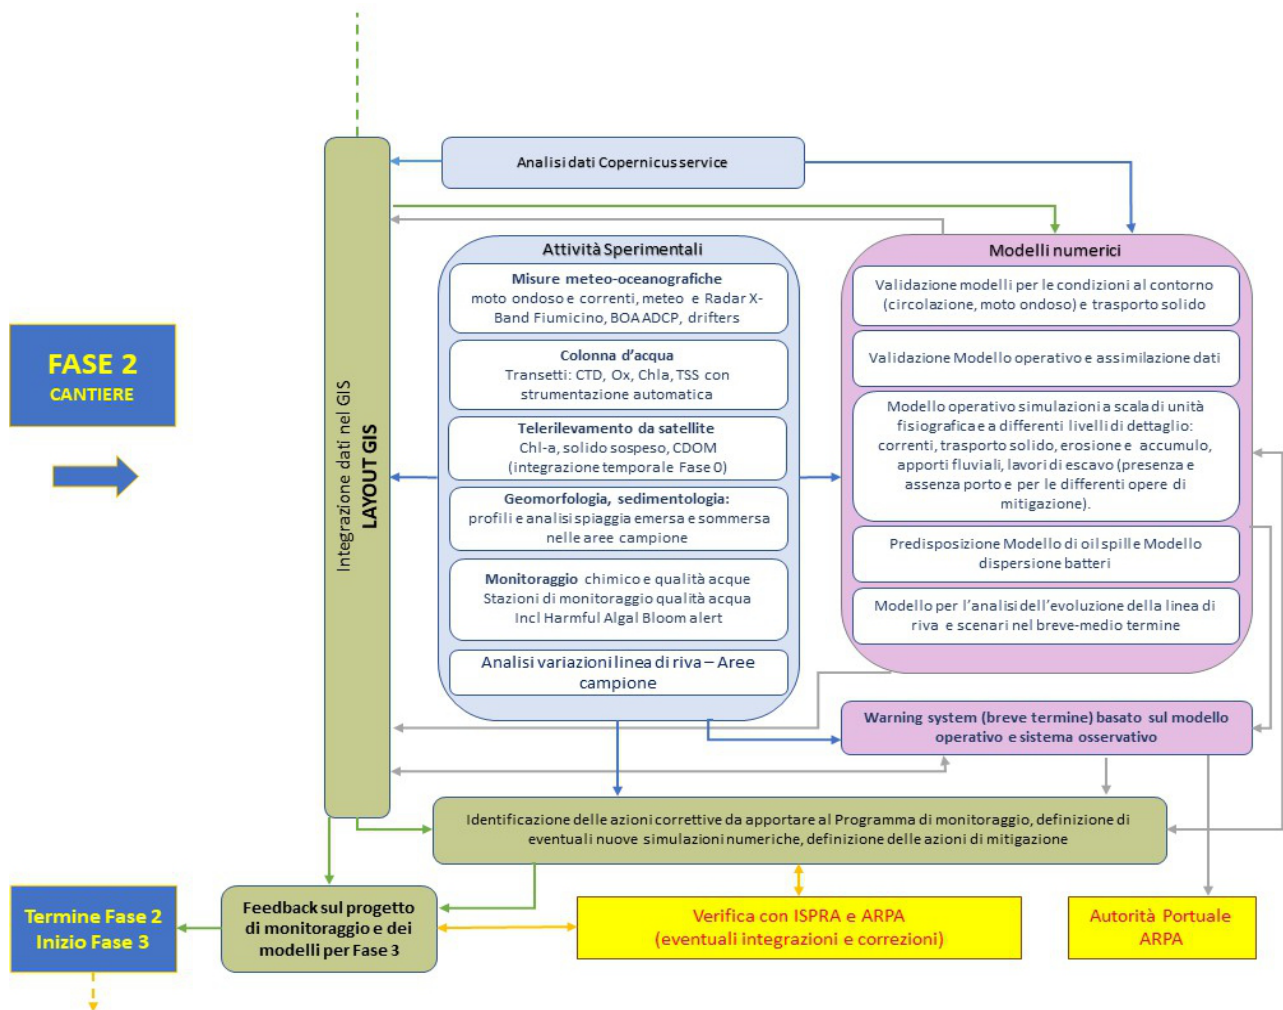 Analisi dati Copernicus service
FASE 2
CANTIERE
Integrazione dati nel GIS
LAYOUT GIS
Attività Sperimentali
Misure meteo-oceanografiche
moto ondoso e correnti, meteo e Radar X-
Band Fiumicino, BOA ADCP, drifters
Colonna d'acqua
Transetti: CTD, Ox, Chla, TSS con
strumentazione automatica
Telerilevamento da satellite
Chl-a, solido sospeso, CDOM
(integrazione temporale Fase 0)
Geomorfologia, sedimentologia:
profili e analisi spiaggia emersa e sommersa
nelle aree campione
Monitoraggio chimico e qualità acque
Stazioni di monitoraggio qualità acqua
Incl Harmful Algal Bloom alert
Analisi variazioni linea di riva – Aree
campione
Modelli numerici
Validazione modelli per le condizioni al contorno
(circolazione, moto ondoso) e trasporto solido
Validazione Modello operativo e assimilazione dati
Modello operativo simulazioni a scala di unità
fisiografica e a differenti livelli di dettaglio:
correnti, trasporto solido, erosione e accumulo,
apporti fluviali, lavori di escavo (presenza e
assenza porto e per le differenti opere di
mitigazione).
Predisposizione Modello di oil spill e Modello
dispersione batteri
Modello per l'analisi dell'evoluzione della linea di
riva e scenari nel breve-medio termine
Warning system (breve termine) basato sul modello
operativo e sistema osservativo
Identificazione delle azioni correttive da apportare al Programma di monitoraggio, definizione di
eventuali nuove simulazioni numeriche, definizione delle azioni di mitigazione
Termine Fase 2
Inizio Fase 3
Feedback sul progetto
di monitoraggio e dei
modelli per Fase 3
Verifica con ISPRA e ARPA
(eventuali integrazioni e correzioni)
Autorità Portuale
ARPA